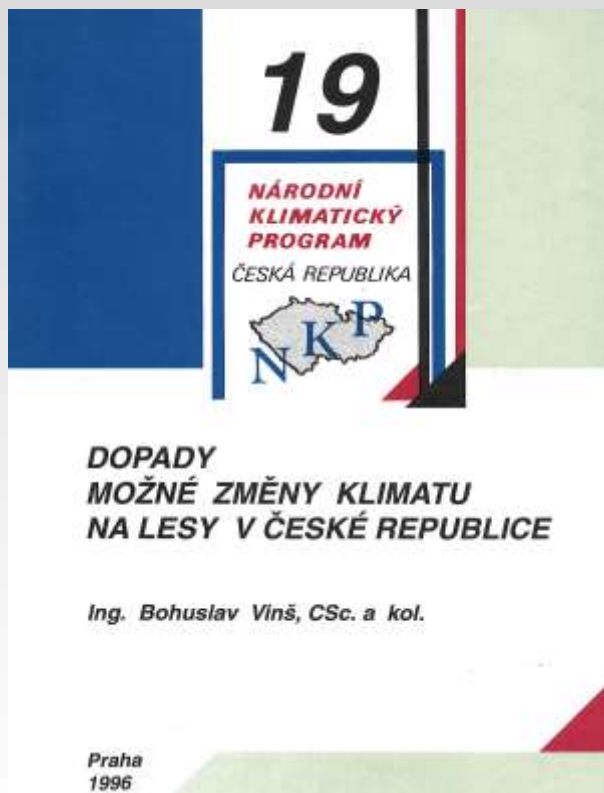 19
NÁRODNÍ
KLIMATICKÝ
PROGRAM
ČESKÁ REPUBLIKA
NKP
DOPADY
MOŽNÉ ZMĚNY KLIMATU
NA LESY V ČESKÉ REPUBLICE
Ing. Bohuslav Vinš, CSc. a kol.
Praha
1996